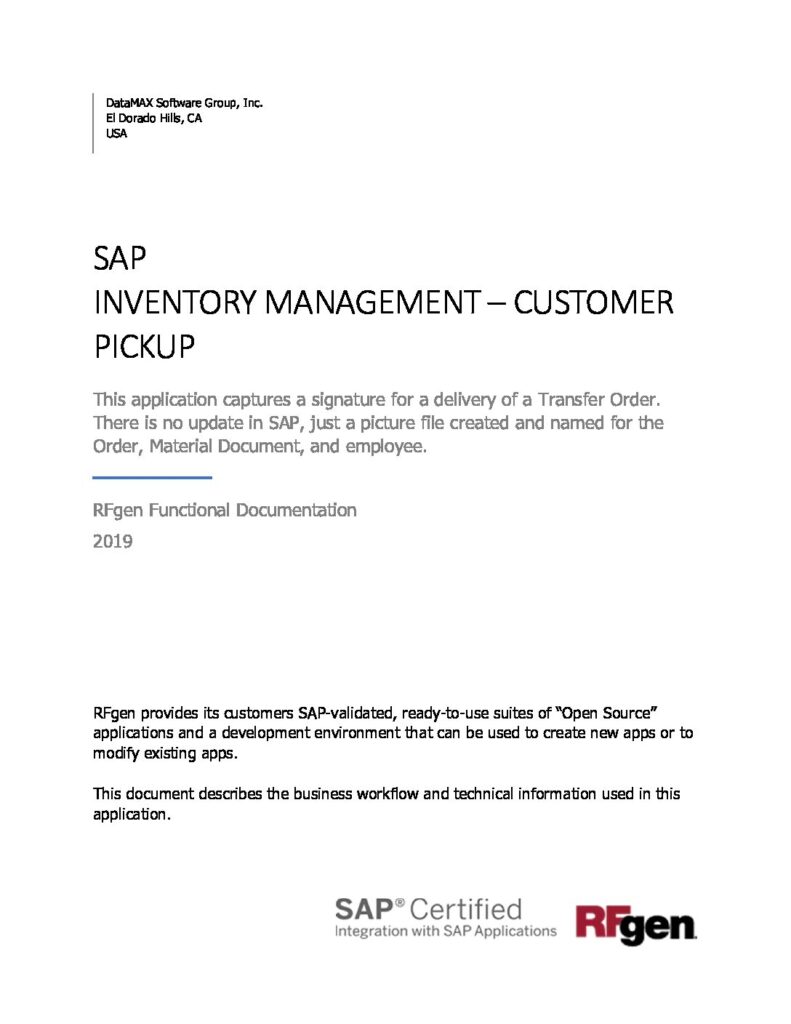 DataMAX Software Group, Inc.
El Dorado Hills, CA
USA
SAP
INVENTORY MANAGEMENT – CUSTOMER
PICKUP
This application captures a signature for a delivery of a Transfer Order.
There is no update in SAP, just a picture file created and named for the
Order, Material Document, and employee.
RFgen Functional Documentation
2019
RFgen provides its customers SAP-validated, ready-to-use suites of “Open Source”
applications and a development environment that can be used to create new apps or to
modify existing apps.
This document describes the business workflow and technical information used in this
application.
SAP® Certified
Integration with SAP Applications
RFgen